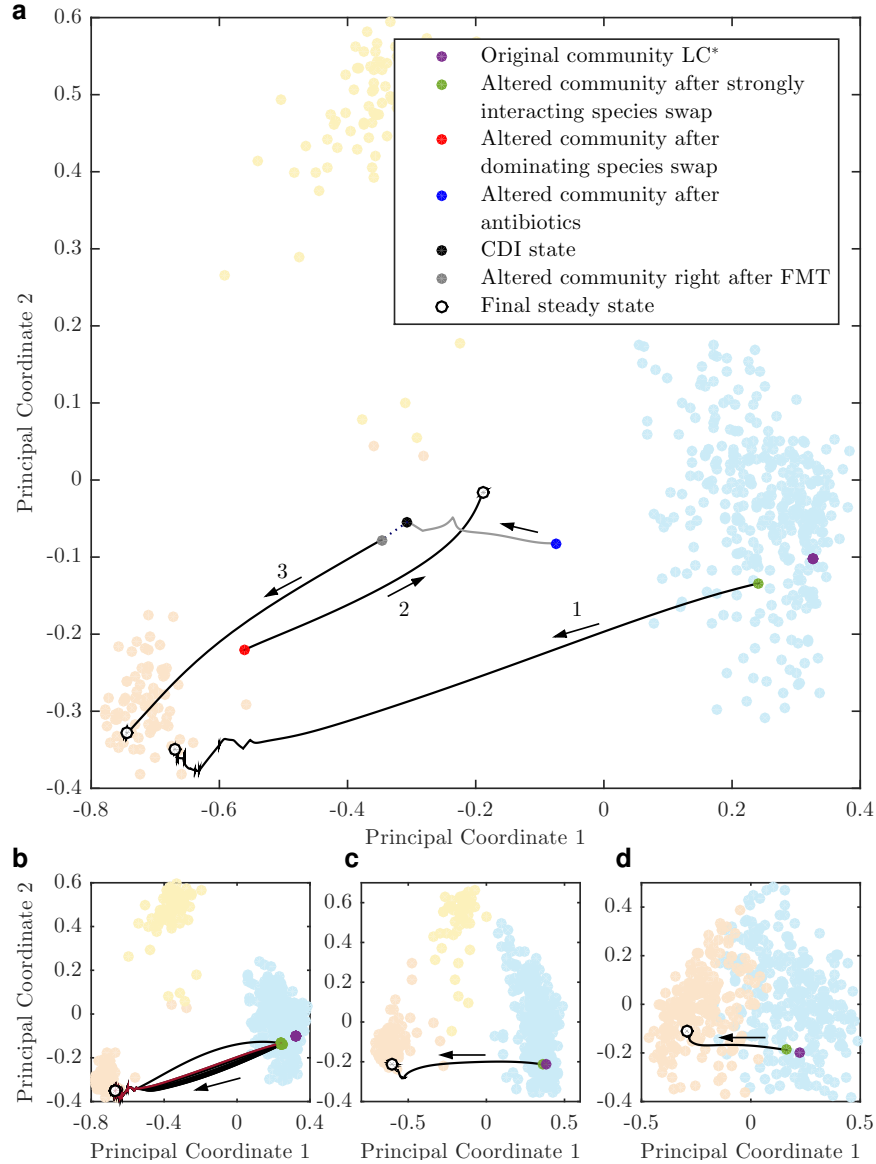 a
0.6
0.5
0.4
0.3
0.2
0.1
0
-0.1
-0.2
-0.3
-0.4
Principal Coordinate 2
Original community LC*
Altered community after strongly
interacting species swap
Altered community after
dominating species swap
Altered community after
antibiotics
CDI state
Altered community right after FMT
Final steady state
3
2
1
-0.8
-0.6
-0.4
-0.2
0
0.2
0.4
Principal Coordinate 1
b
0.6
0.4
0.2
0
-0.2
-0.4
Principal Coordinate 2
-0.8
-0.4
0
0.4
Principal Coordinate 1
c
0.6
0.4
0.2
0
-0.2
-0.5
0
0.5
Principal Coordinate 1
d
0.4
0.2
0
-0.2
-0.4
-0.5
0
0.5
Principal Coordinate 1